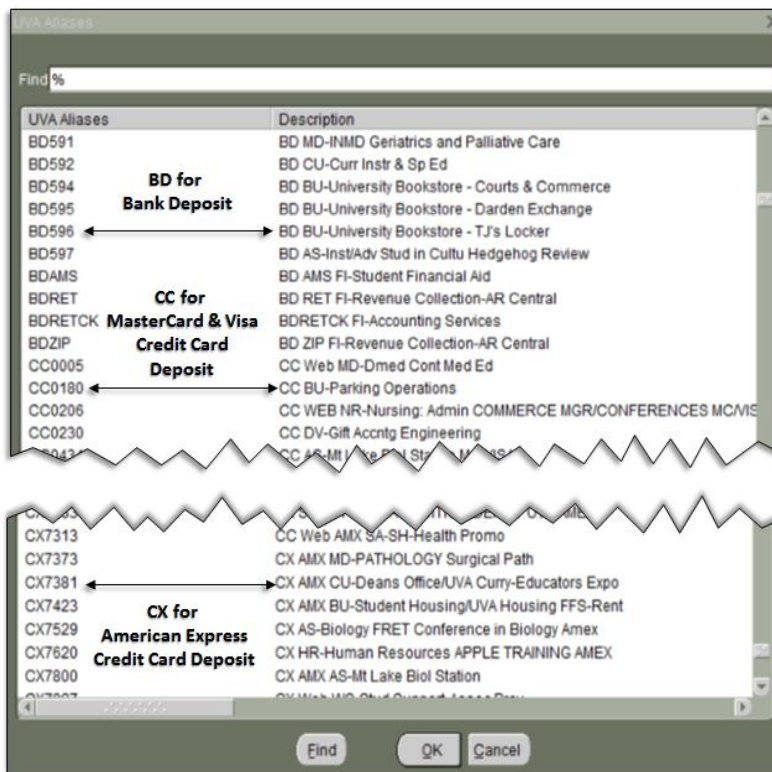 UVA Aliases
Find %
UVA Aliases Description
BD591 BD MD-INMD Geriatrics and Palliative Care
BD592 BD CU-Curr Instr & Sp Ed
BD594 BD BU-University Bookstore - Courts & Commerce
BD595 BD BU-University Bookstore - Darden Exchange
BD596 BD BU-University Bookstore - TJ's Locker
BD597 BD AS-Inst/Adv Stud in Cultu Hedgehog Review
BDAMS BD AMS FI-Student Financial Aid
BDRET BD RET FI-Revenue Collection-AR Central
BDRETCK BDRETCK FI-Accounting Services
BDZIP BD ZIP FI-Revenue Collection-AR Central
CC0005 CC Web MD-Dmed Cont Med Ed
CC0180 CC BU-Parking Operations
CC0206 CC WEB NR-Nursing: Admin COMMERCE MGR/CONFERENCES MC/VIS
CC0230 CC DV-Gift Accntg Engineering
BD for
Bank Deposit
CC for
MasterCard & Visa
Credit Card
Deposit
CX7313 CC Web AMX SA-SH-Health Promo
CX7373 CX AMX MD-PATHOLOGY Surgical Path
CX7381 CX AMX CU-Deans Office/UVA Curry-Educators Expo
CX7423 CX AMX BU-Student Housing/UVA Housing FFS-Rent
CX7529 CX AS-Biology FRET Conference in Biology Amex
CX7620 CX HR-Human Resources APPLE TRAINING AMEX
CX7800 CX AMX AS-Mt Lake Biol Station
CX for
American Express
Credit Card Deposit
Find OK Cancel